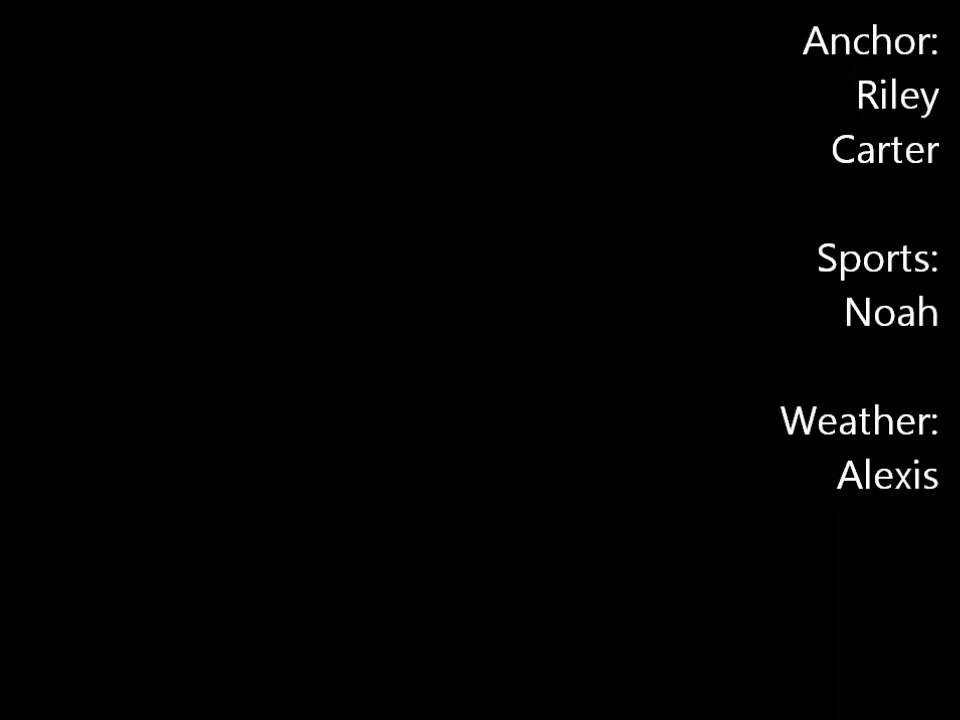 Anchor:
Riley
Carter
Sports:
Noah
Weather:
Alexis